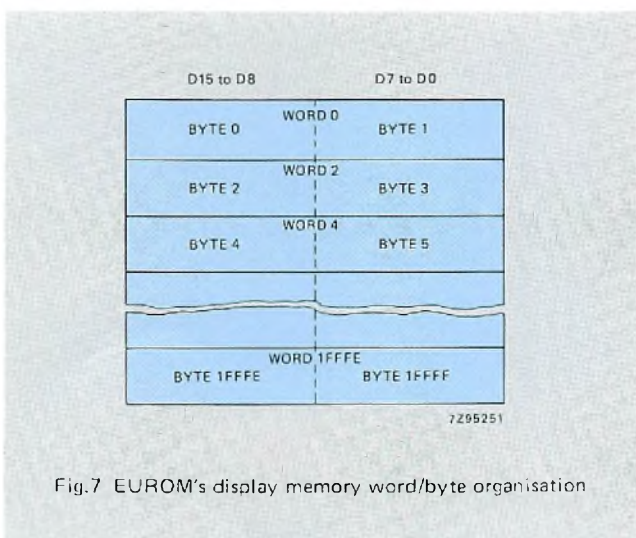 D15 to D8 D7 to D0
WORD 0
BYTE 0 BYTE 1
WORD 2
BYTE 2 BYTE 3
WORD 4
BYTE 4 BYTE 5
WORD 1FFFE
BYTE 1FFFE BYTE 1FFFF
7Z95251
Fig.7 EUROM's display memory word/byte organisation